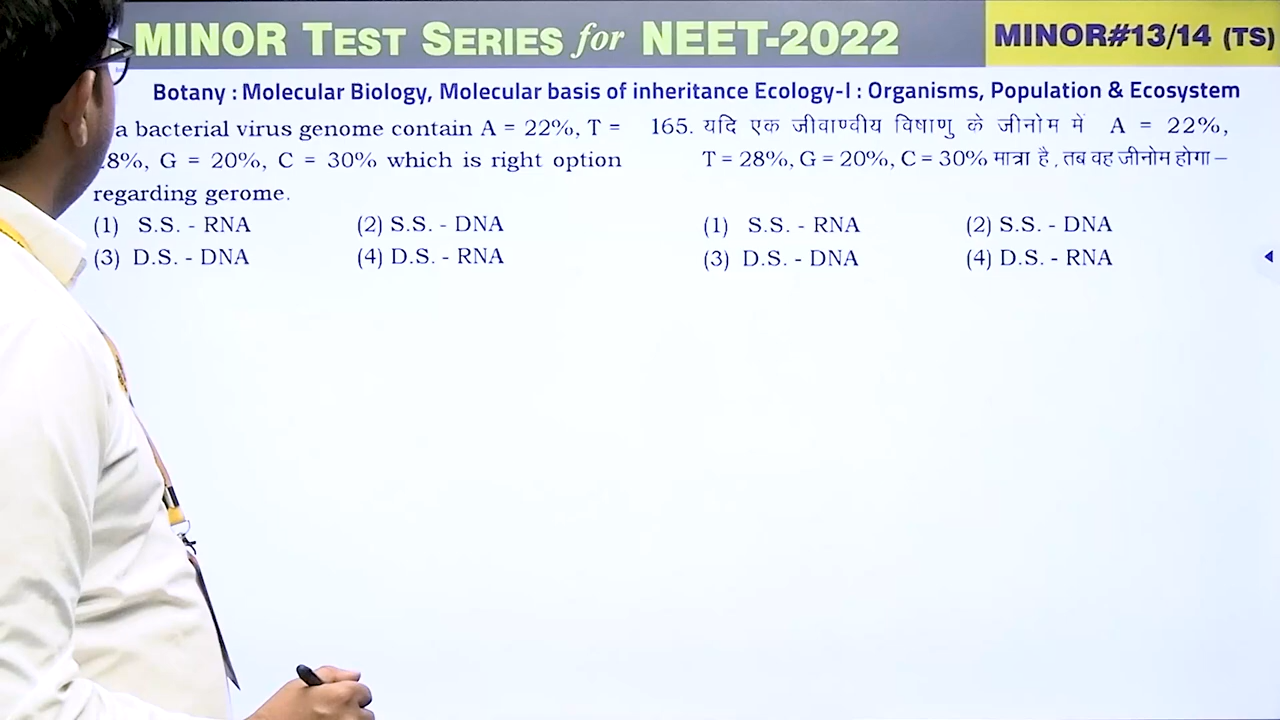 MINOR TEST SERIES for NEET-2022
MINOR#13/14 (TS)
Botany : Molecular Biology, Molecular basis of inheritance Ecology-I : Organisms, Population & Ecosystem
a bacterial virus genome contain A = 22%, T =
8%, G = 20%, C = 30% which is right option
regarding gerome.
(1) S.S. - RNA (2) S.S. - DNA
(3) D.S. - DNA (4) D.S. - RNA
165. यदि एक जीवाण्वीय विषाणु के जीनोम में A = 22%,
T = 28%, G = 20%, C = 30% मात्रा है, तब वह जीनोम होगा –
(1) S.S. - RNA (2) S.S. - DNA
(3) D.S. - DNA (4) D.S. - RNA